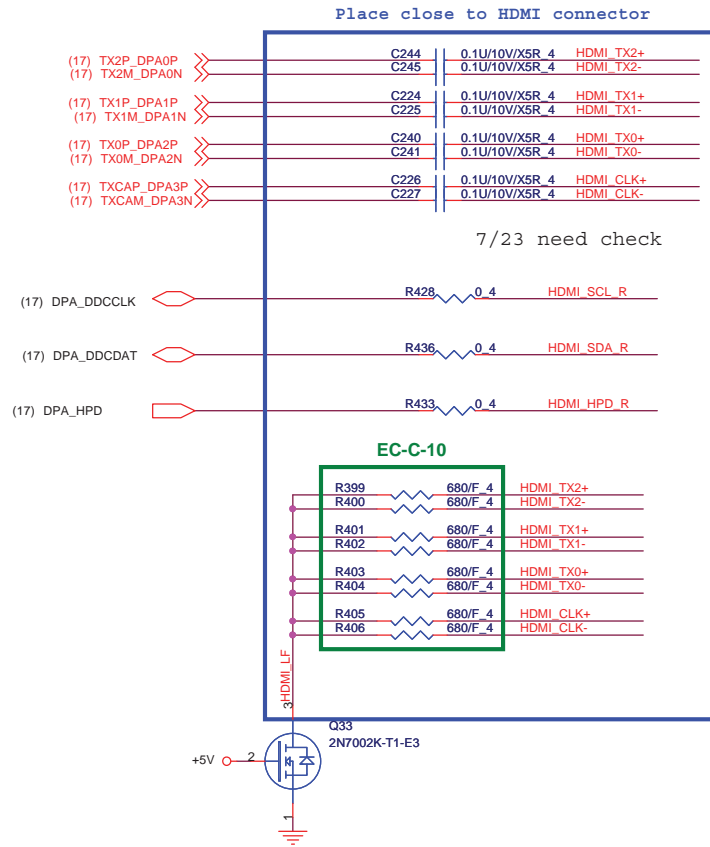 Place close to HDMI connector
(17) TX2P_DPA0P C244 0.1U/10V/X5R_4 HDMI_TX2+
(17) TX2M_DPA0N C245 0.1U/10V/X5R_4 HDMI_TX2-
(17) TX1P_DPA1P C224 0.1U/10V/X5R_4 HDMI_TX1+
(17) TX1M_DPA1N C225 0.1U/10V/X5R_4 HDMI_TX1-
(17) TX0P_DPA2P C240 0.1U/10V/X5R_4 HDMI_TX0+
(17) TX0M_DPA2N C241 0.1U/10V/X5R_4 HDMI_TX0-
(17) TXCAP_DPA3P C226 0.1U/10V/X5R_4 HDMI_CLK+
(17) TXCAM_DPA3N C227 0.1U/10V/X5R_4 HDMI_CLK-
7/23 need check
(17) DPA_DDCCLK R428 0_4 HDMI_SCL_R
(17) DPA_DDCDAT R436 0_4 HDMI_SDA_R
(17) DPA_HPD R433 0_4 HDMI_HPD_R
EC-C-10
R399 680/F_4 HDMI_TX2+
R400 680/F_4 HDMI_TX2-
R401 680/F_4 HDMI_TX1+
R402 680/F_4 HDMI_TX1-
R403 680/F_4 HDMI_TX0+
R404 680/F_4 HDMI_TX0-
R405 680/F_4 HDMI_CLK+
R406 680/F_4 HDMI_CLK-
HDMI_LF
3
Q33
2N7002K-T1-E3
+5V 2
1